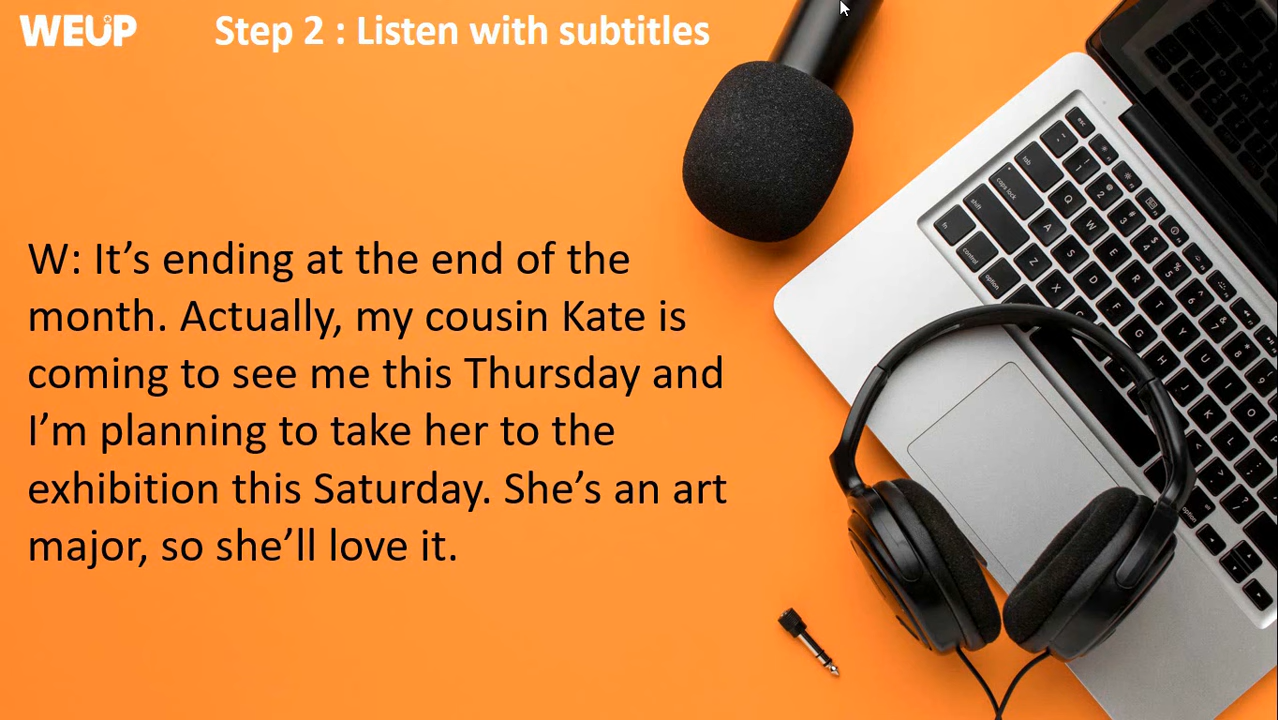 WEUP
Step 2 : Listen with subtitles
W: It’s ending at the end of the
month. Actually, my cousin Kate is
coming to see me this Thursday and
I’m planning to take her to the
exhibition this Saturday. She’s an art
major, so she’ll love it.